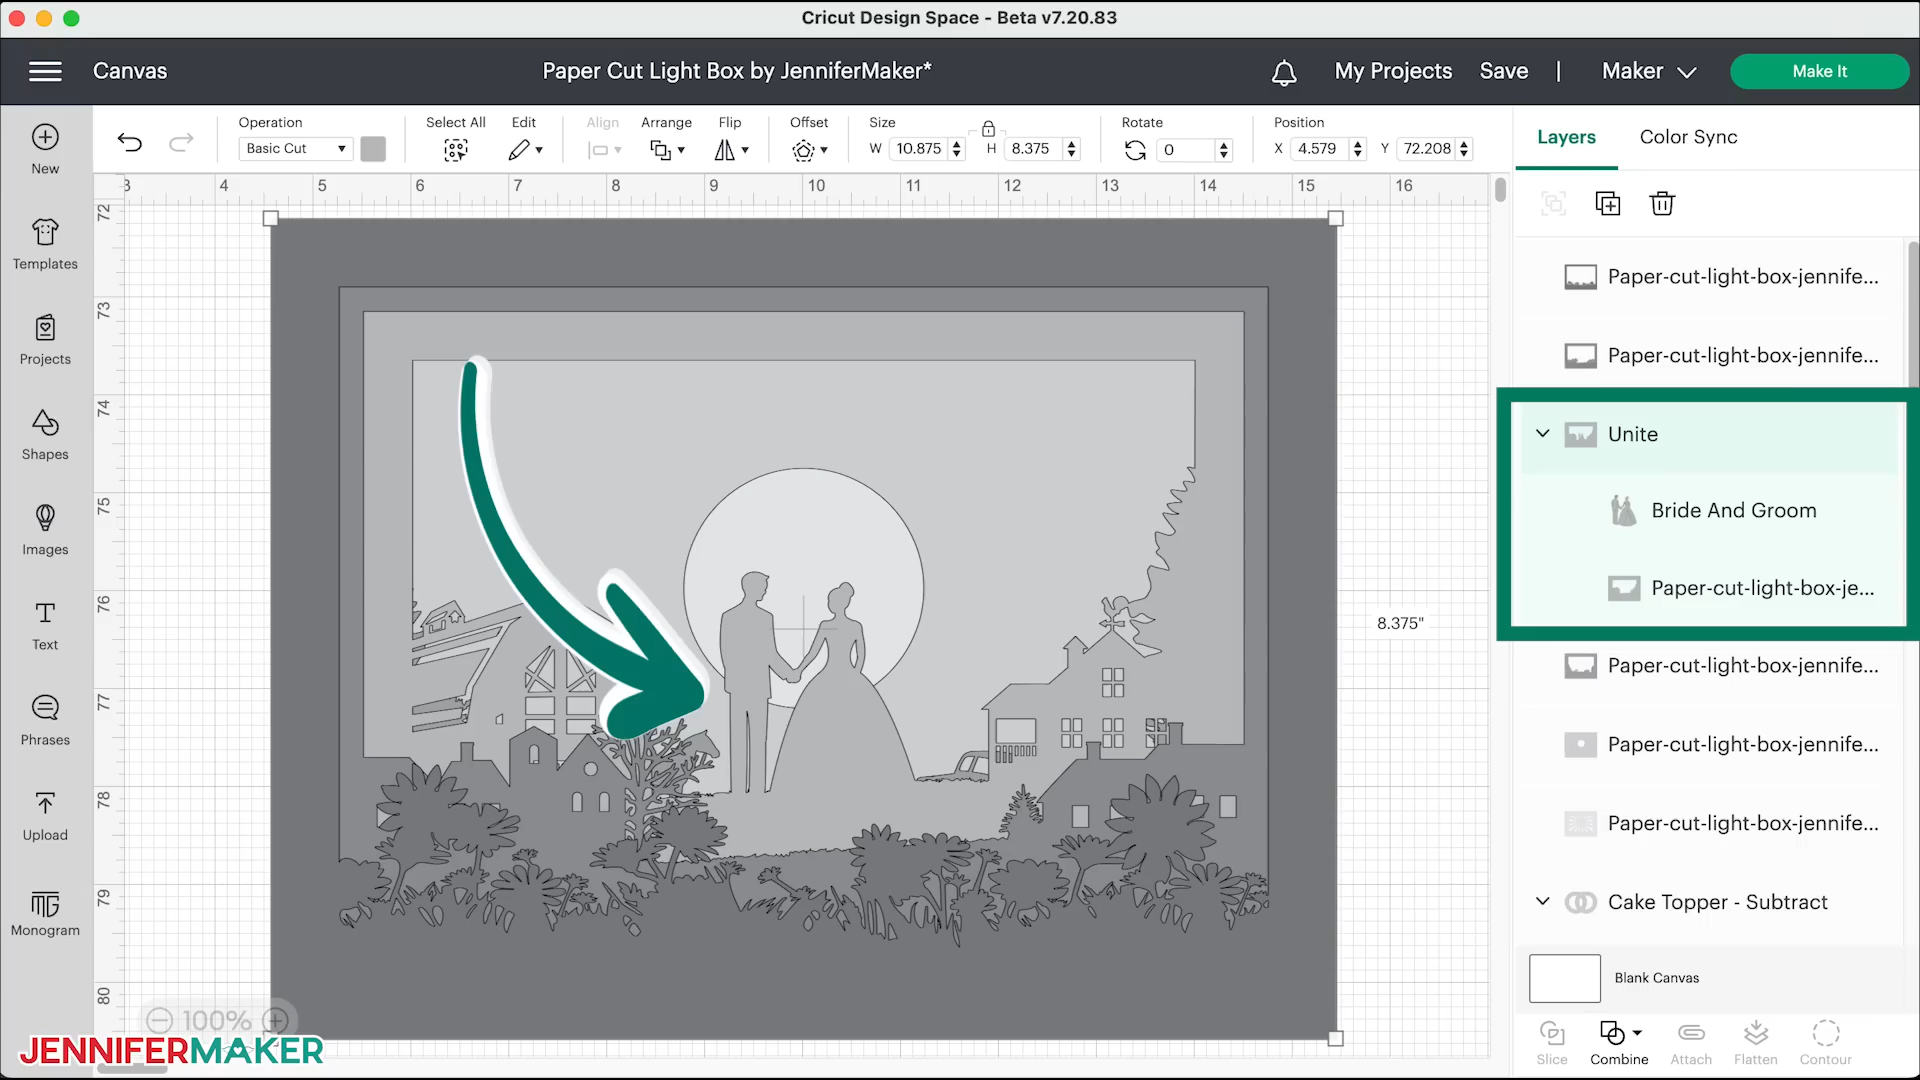 Cricut Design Space - Beta v7.20.83
Canvas
Paper Cut Light Box by JenniferMaker*
My Projects
Save
|
Maker
Make It
New
Templates
Projects
Shapes
Images
Text
Phrases
Upload
Monogram
Operation
Basic Cut
Select All
Edit
Align
Arrange
Flip
Offset
Size
W 10.875
H 8.375
Rotate
0
Position
X 4.579
Y 72.208
3 4 5 6 7 8 9 10 11 12 13 14 15 16
72
73
74
75
76
77
78
79
80
8.375"
100%
JENNIFERMAKER
Layers
Color Sync
Paper-cut-light-box-jennife...
Paper-cut-light-box-jennife...
Unite
Bride And Groom
Paper-cut-light-box-je...
Paper-cut-light-box-jennife...
Paper-cut-light-box-jennife...
Paper-cut-light-box-jennife...
Cake Topper - Subtract
Blank Canvas
Slice
Combine
Attach
Flatten
Contour